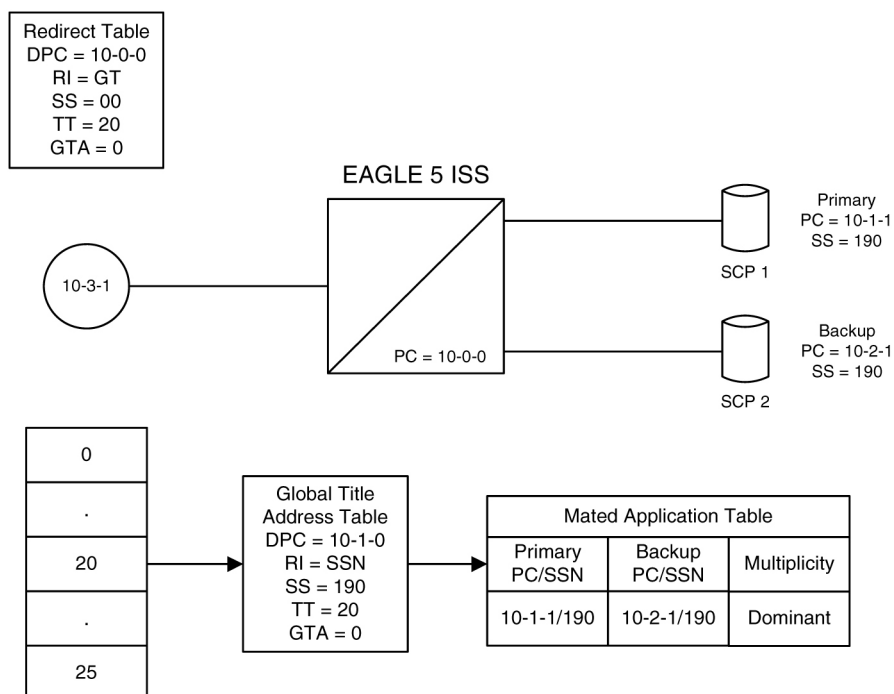 Redirect Table
DPC = 10-0-0
RI = GT
SS = 00
TT = 20
GTA = 0
EAGLE 5 ISS
10-3-1
PC = 10-0-0
SCP 1
Primary
PC = 10-1-1
SS = 190
SCP 2
Backup
PC = 10-2-1
SS = 190
0
.
20
.
25
Global Title
Address Table
DPC = 10-1-0
RI = SSN
SS = 190
TT = 20
GTA = 0
Mated Application Table
Primary
PC/SSN
Backup
PC/SSN
Multiplicity
10-1-1/190
10-2-1/190
Dominant